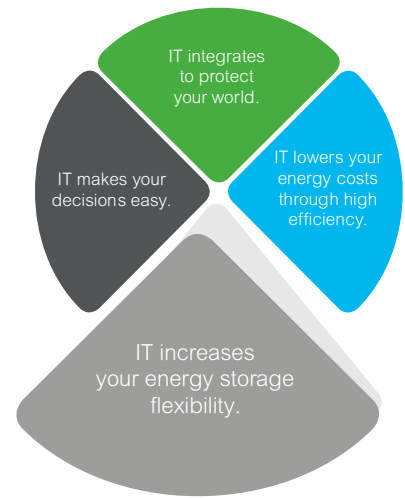 IT integrates
to protect
your world.
IT makes your
decisions easy.
IT lowers your
energy costs
through high
efficiency.
IT increases
your energy storage
flexibility.